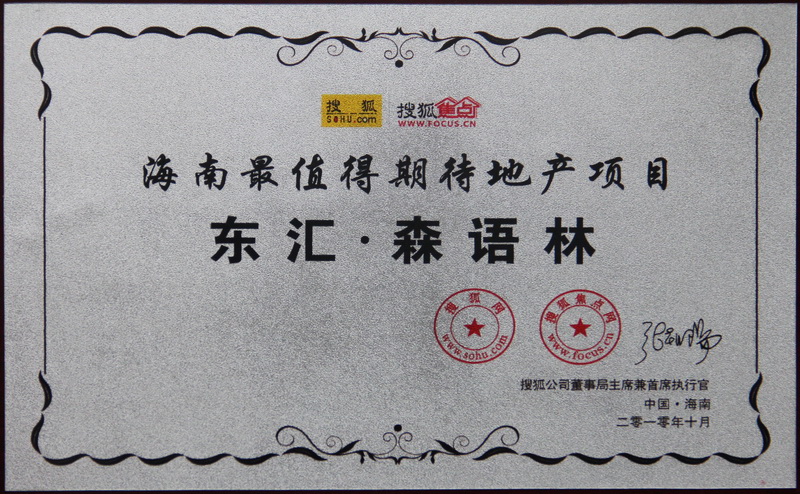 搜狐 搜狐焦点
SOHU.com WWW.FOCUS.CN
海南最值得期待地产项目
东汇·森语林
搜狐网 搜狐焦点网
www.sohu.com www.focus.cn
张朝阳
搜狐公司董事局主席兼首席执行官
中国·海南
二零一零年十月